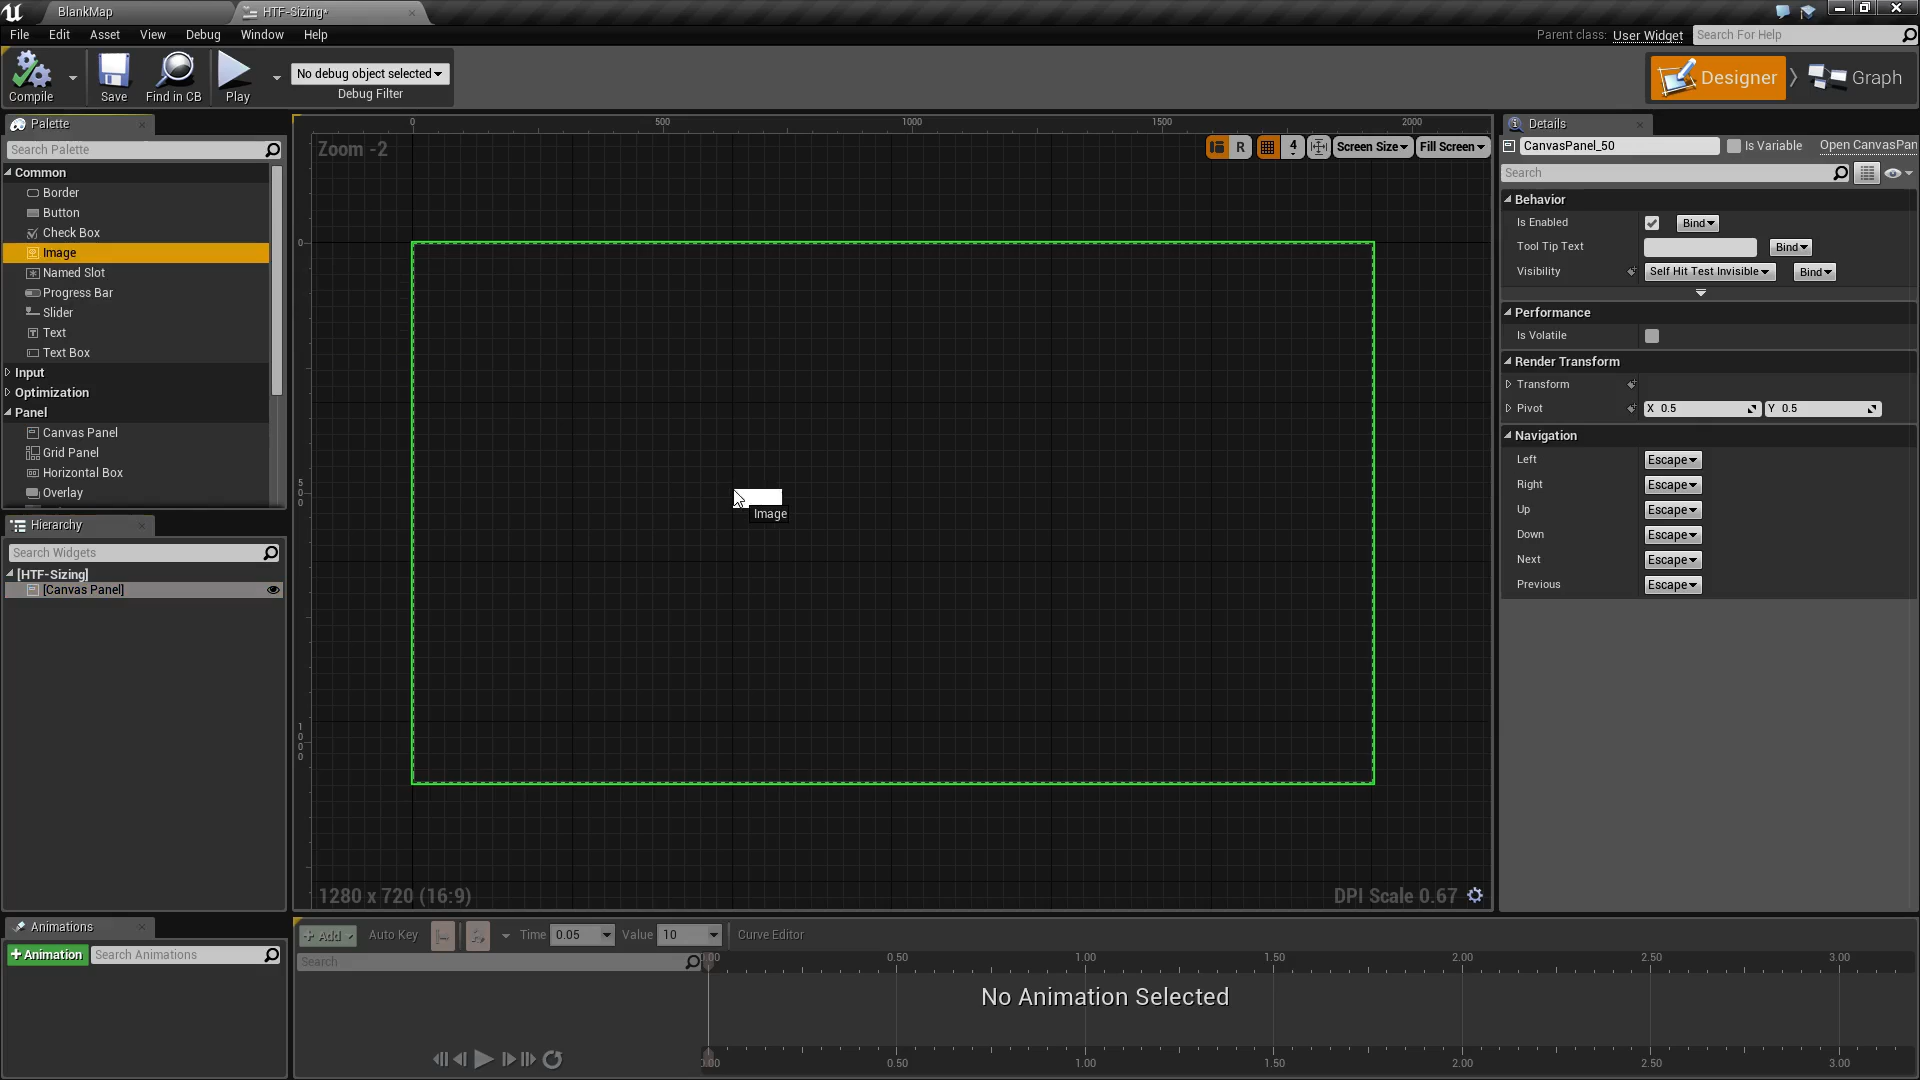 BlankMap
HTF-Sizing*
File Edit Asset View Debug Window Help
Parent class: User Widget
Search For Help
Compile
Save
Find in CB
Play
No debug object selected
Debug Filter
Designer
Graph
Palette
Search Palette
Common
Border
Button
Check Box
Image
Named Slot
Progress Bar
Slider
Text
Text Box
Input
Optimization
Panel
Canvas Panel
Grid Panel
Horizontal Box
Overlay
Hierarchy
Search Widgets
[HTF-Sizing]
[Canvas Panel]
Animations
+ Animation
Search Animations
0 500 1000 1500 2000
Zoom -2
R
4
Screen Size
Fill Screen
0
500
1000
Image
1280 x 720 (16:9)
DPI Scale 0.67
Details
CanvasPanel_50
Is Variable
Open CanvasPan
Search
Behavior
Is Enabled
Bind
Tool Tip Text
Bind
Visibility
Self Hit Test Invisible
Bind
Performance
Is Volatile
Render Transform
Transform
Pivot
X 0.5
Y 0.5
Navigation
Left Escape
Right Escape
Up Escape
Down Escape
Next Escape
Previous Escape
+ Add
Auto Key
Time 0.05
Value 10
Curve Editor
Search
0.50 1.00 1.50 2.00 2.50 3.00
No Animation Selected
0.50 1.00 1.50 2.00 2.50 3.00